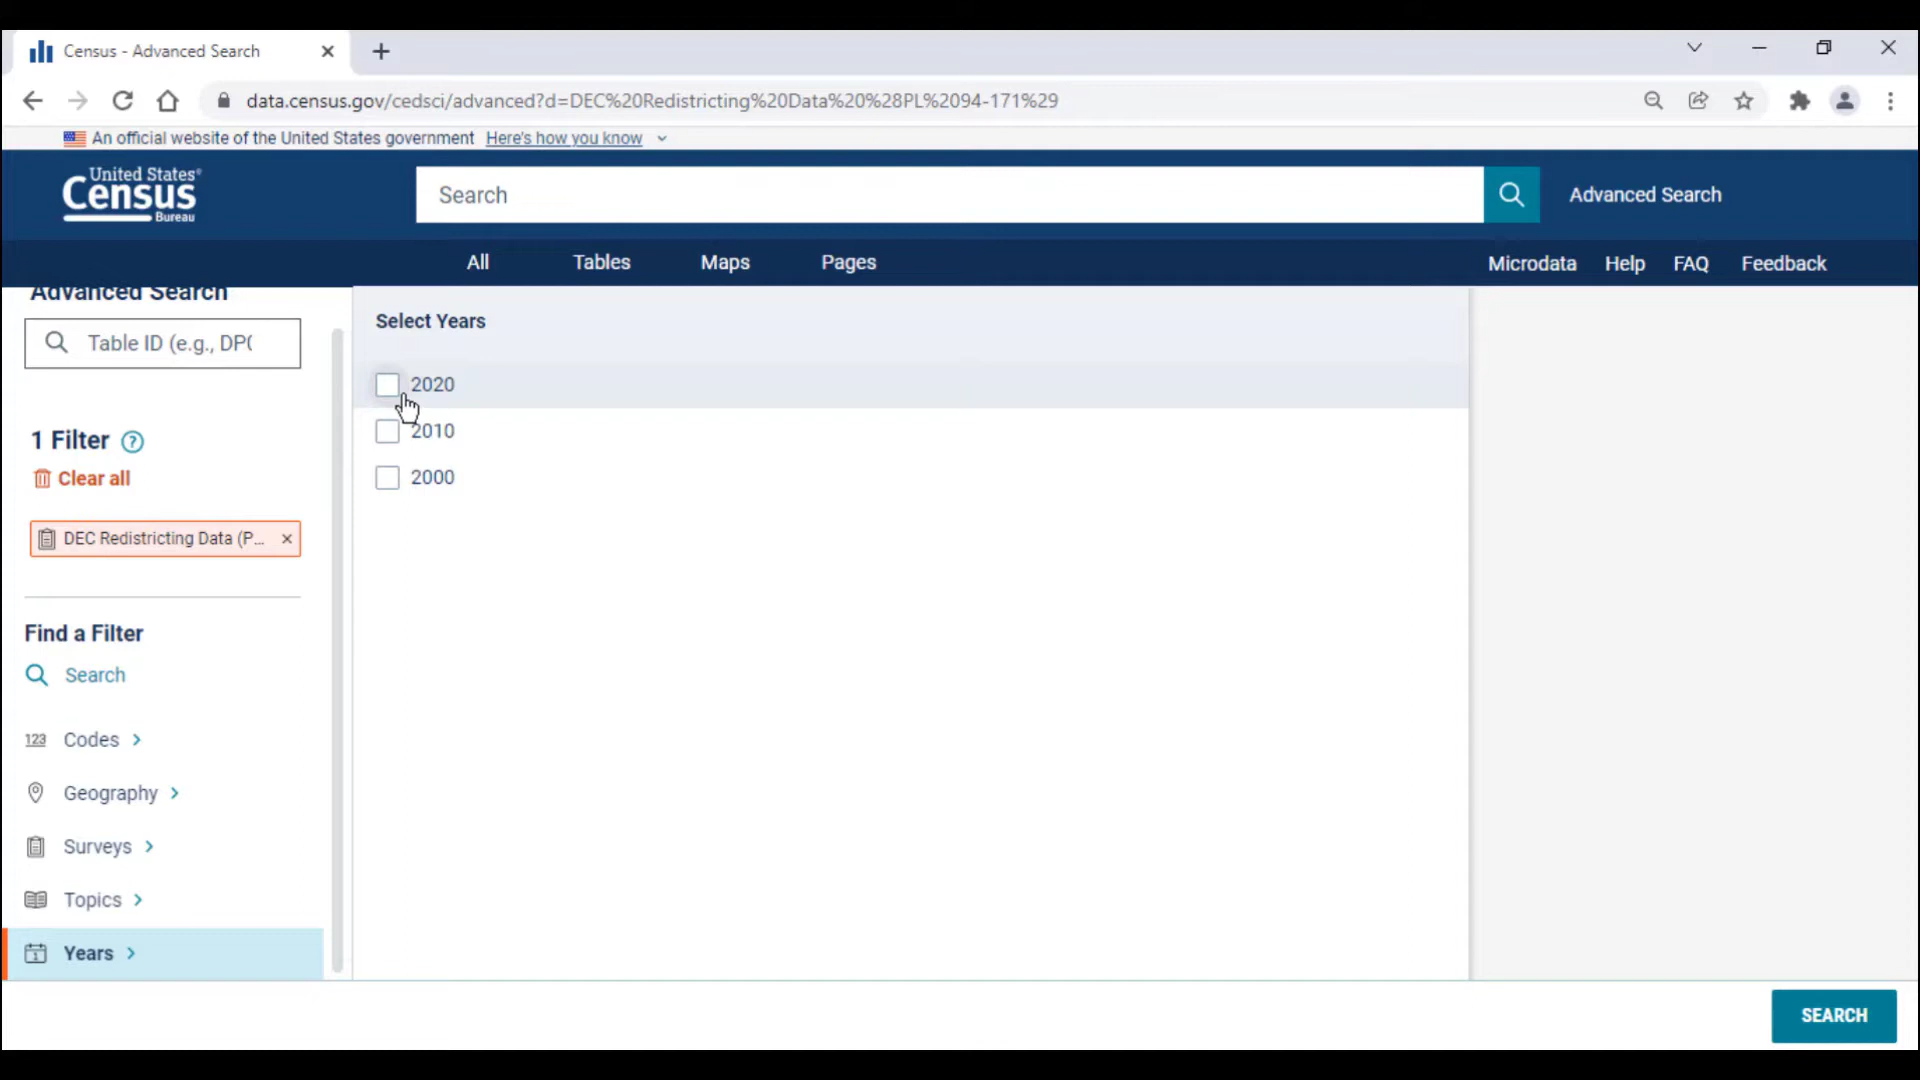 Census - Advanced Search
data.census.gov/cedsci/advanced?d=DEC%20Redistricting%20Data%20%28PL%2094-171%29
An official website of the United States government Here's how you know
United States®
Census
Bureau
Search
Advanced Search
All Tables Maps Pages
Microdata Help FAQ Feedback
Advanced Search
Table ID (e.g., DP(
1 Filter ?
Clear all
DEC Redistricting Data (P... ×
Find a Filter
Search
123 Codes
Geography
Surveys
Topics
1 Years
Select Years
2020
2010
2000
SEARCH